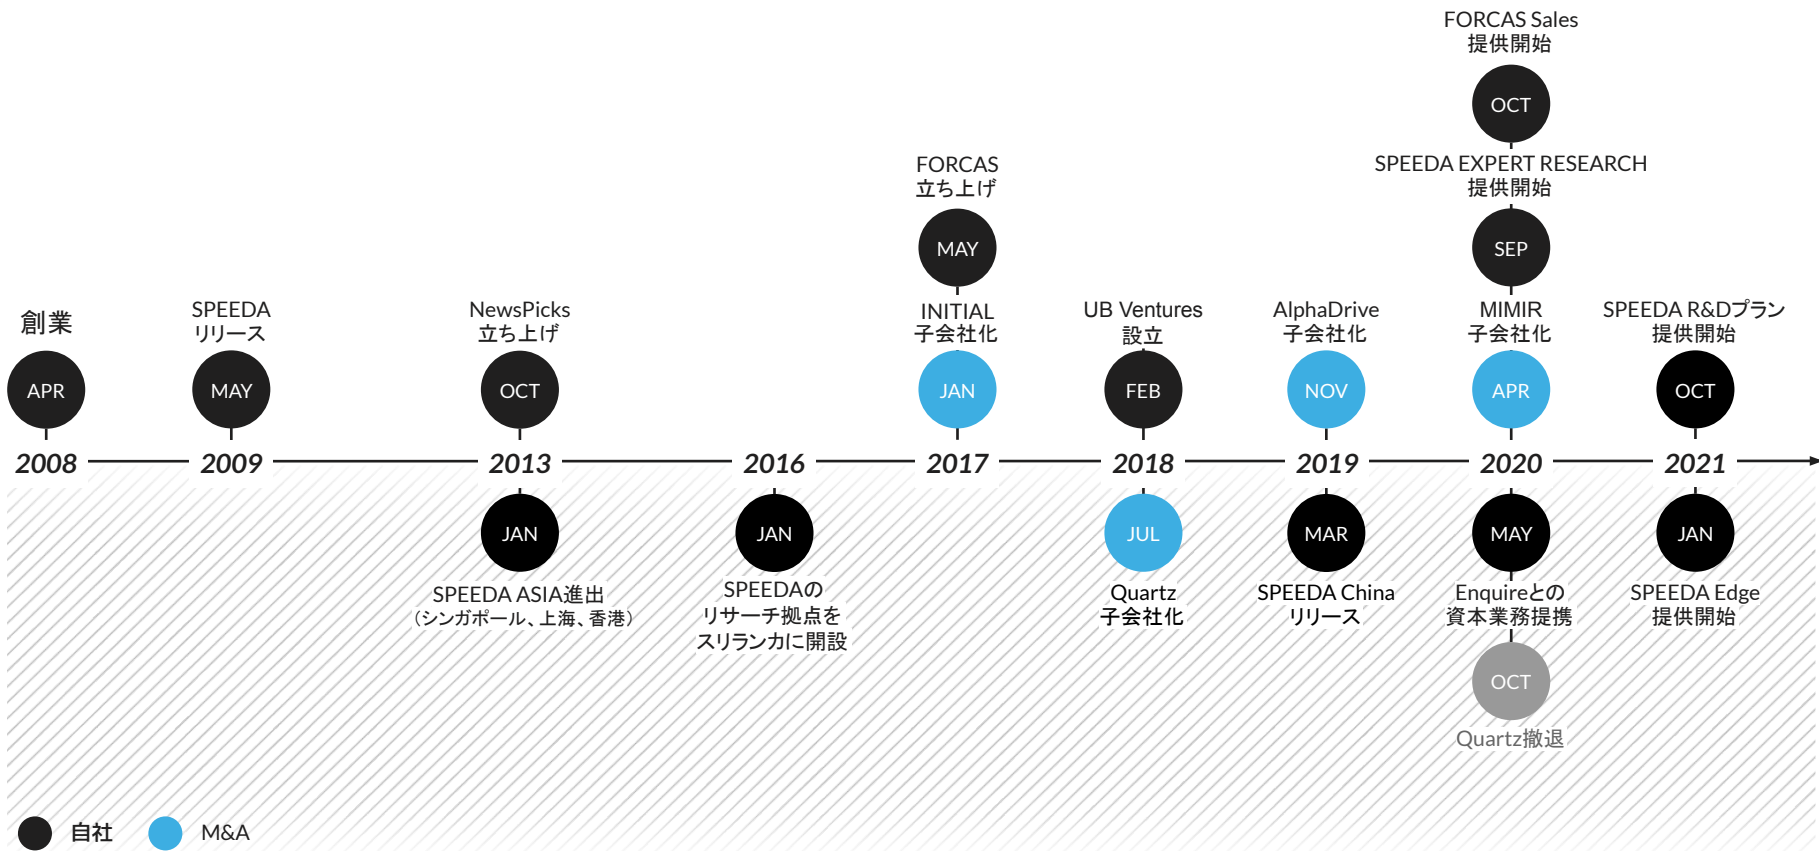 FORCAS Sales
提供開始
OCT
FORCAS
立ち上げ
SPEEDA EXPERT RESEARCH
提供開始
MAY
SEP
創業
SPEEDA
リリース
NewsPicks
立ち上げ
INITIAL
子会社化
UB Ventures
設立
AlphaDrive
子会社化
MIMIR
子会社化
SPEEDA R&Dプラン
提供開始
APR
MAY
OCT
JAN
FEB
NOV
APR
OCT
2008
2009
2013
2016
2017
2018
2019
2020
2021
JAN
JAN
JUL
MAR
MAY
JAN
SPEEDA ASIA進出
（シンガポール、上海、香港）
SPEEDAの
リサーチ拠点を
スリランカに開設
Quartz
子会社化
SPEEDA China
リリース
Enquireとの
資本業務提携
SPEEDA Edge
提供開始
OCT
Quartz撤退
自社
M&A